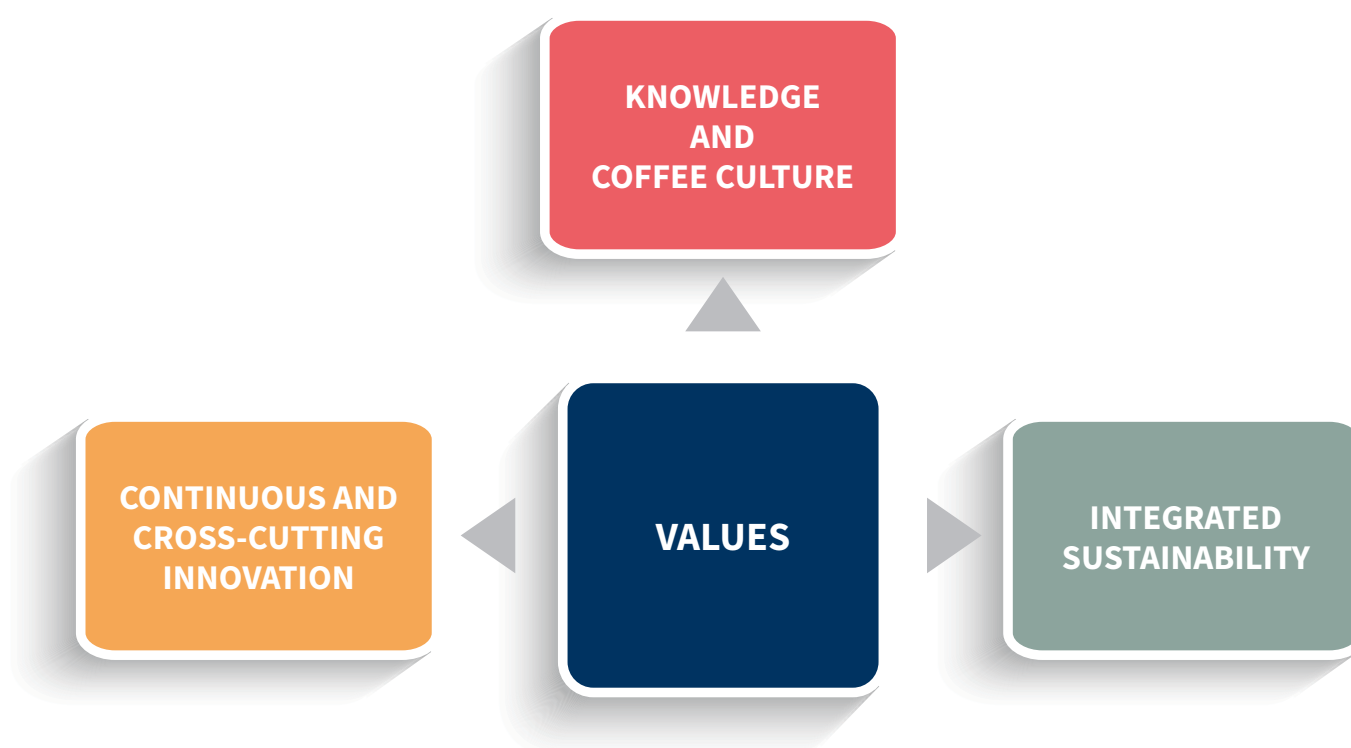 KNOWLEDGE
AND
COFFEE CULTURE
CONTINUOUS AND
CROSS-CUTTING
INNOVATION
VALUES
INTEGRATED
SUSTAINABILITY